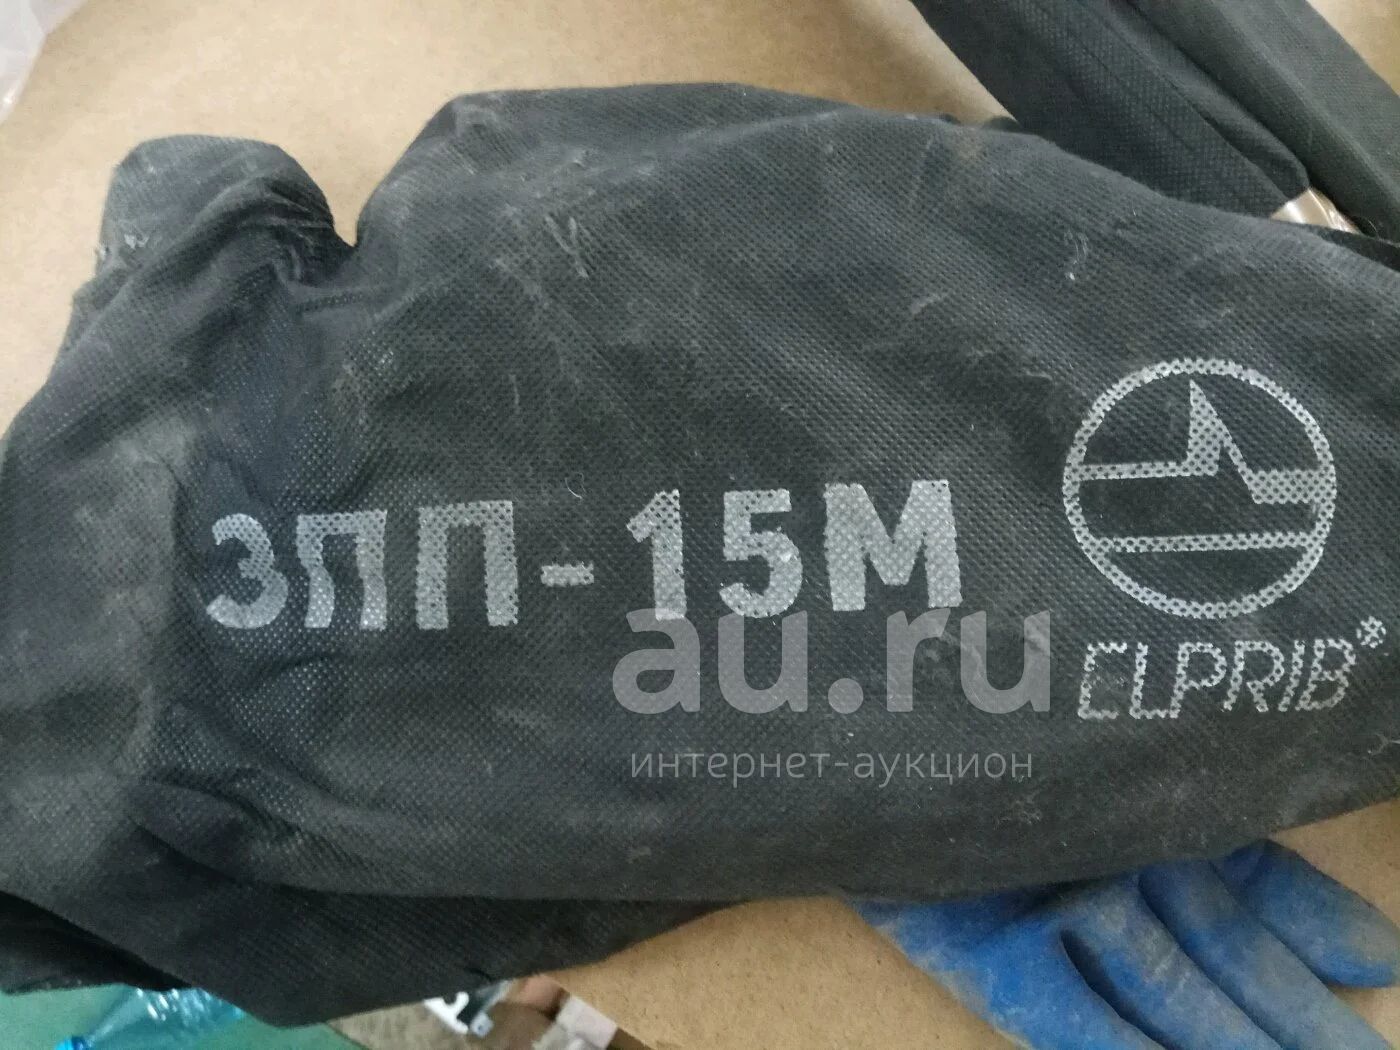 ЗПП-15М
ELPRIB®
au.ru
интернет-аукцион